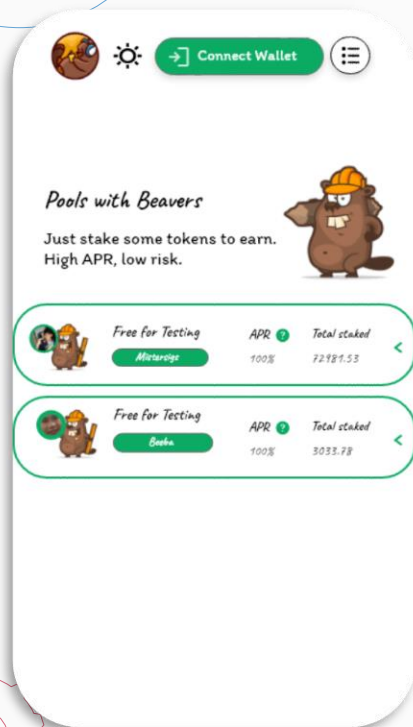 Connect Wallet
Pools with Beavers
Just stake some tokens to earn.
High APR, low risk.
Free for Testing
APR ?
Total staked
Mistersigs
100%
72981.53
Free for Testing
APR ?
Total staked
Beeba
100%
3033.78